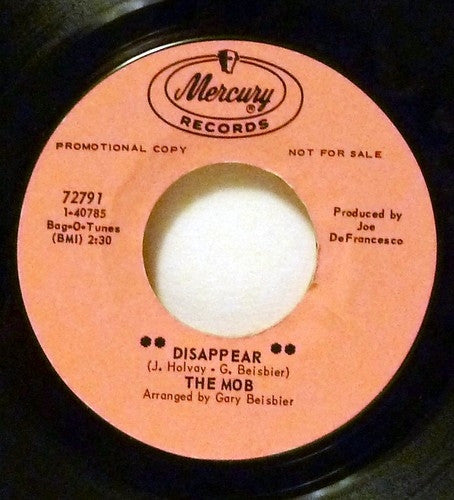 Mercury
®
RECORDS
PROMOTIONAL COPY
NOT FOR SALE
72791
1-40785
Bag•O•Tunes
(BMI) 2:30
Produced by
Joe
DeFrancesco
** DISAPPEAR **
(J. Holvay - G. Beisbier)
THE MOB
Arranged by Gary Beisbier